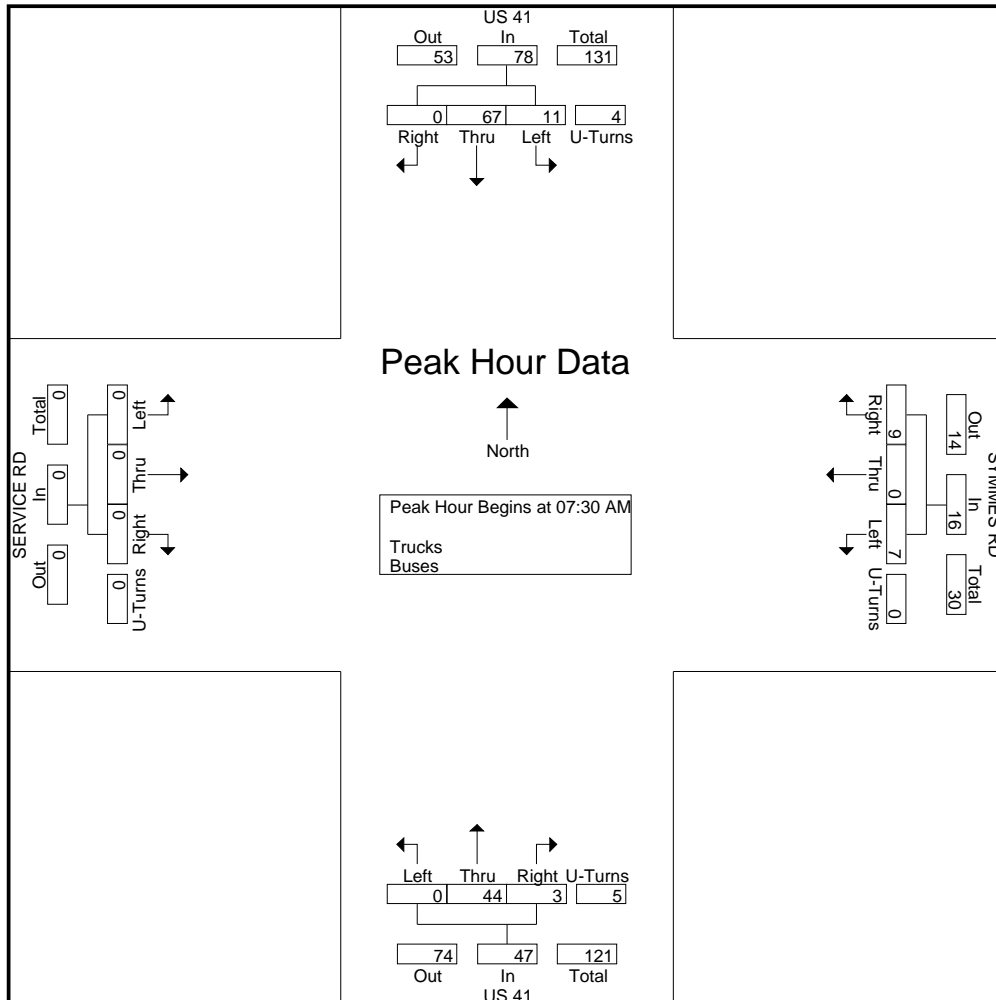 US 41
Out In Total
53 78 131
0 67 11 4
Right Thru Left U-Turns
Peak Hour Data
North
Peak Hour Begins at 07:30 AM
Trucks
Buses
SERVICE RD
Out In Total
0 0 0
0 0 0 0
U-Turns Right Thru Left
Right Thru Left U-Turns
9 0 7 0
Out In Total
14 16 30
SYMMES RD
Left Thru Right U-Turns
0 44 3 5
74 47 121
Out In Total
US 41